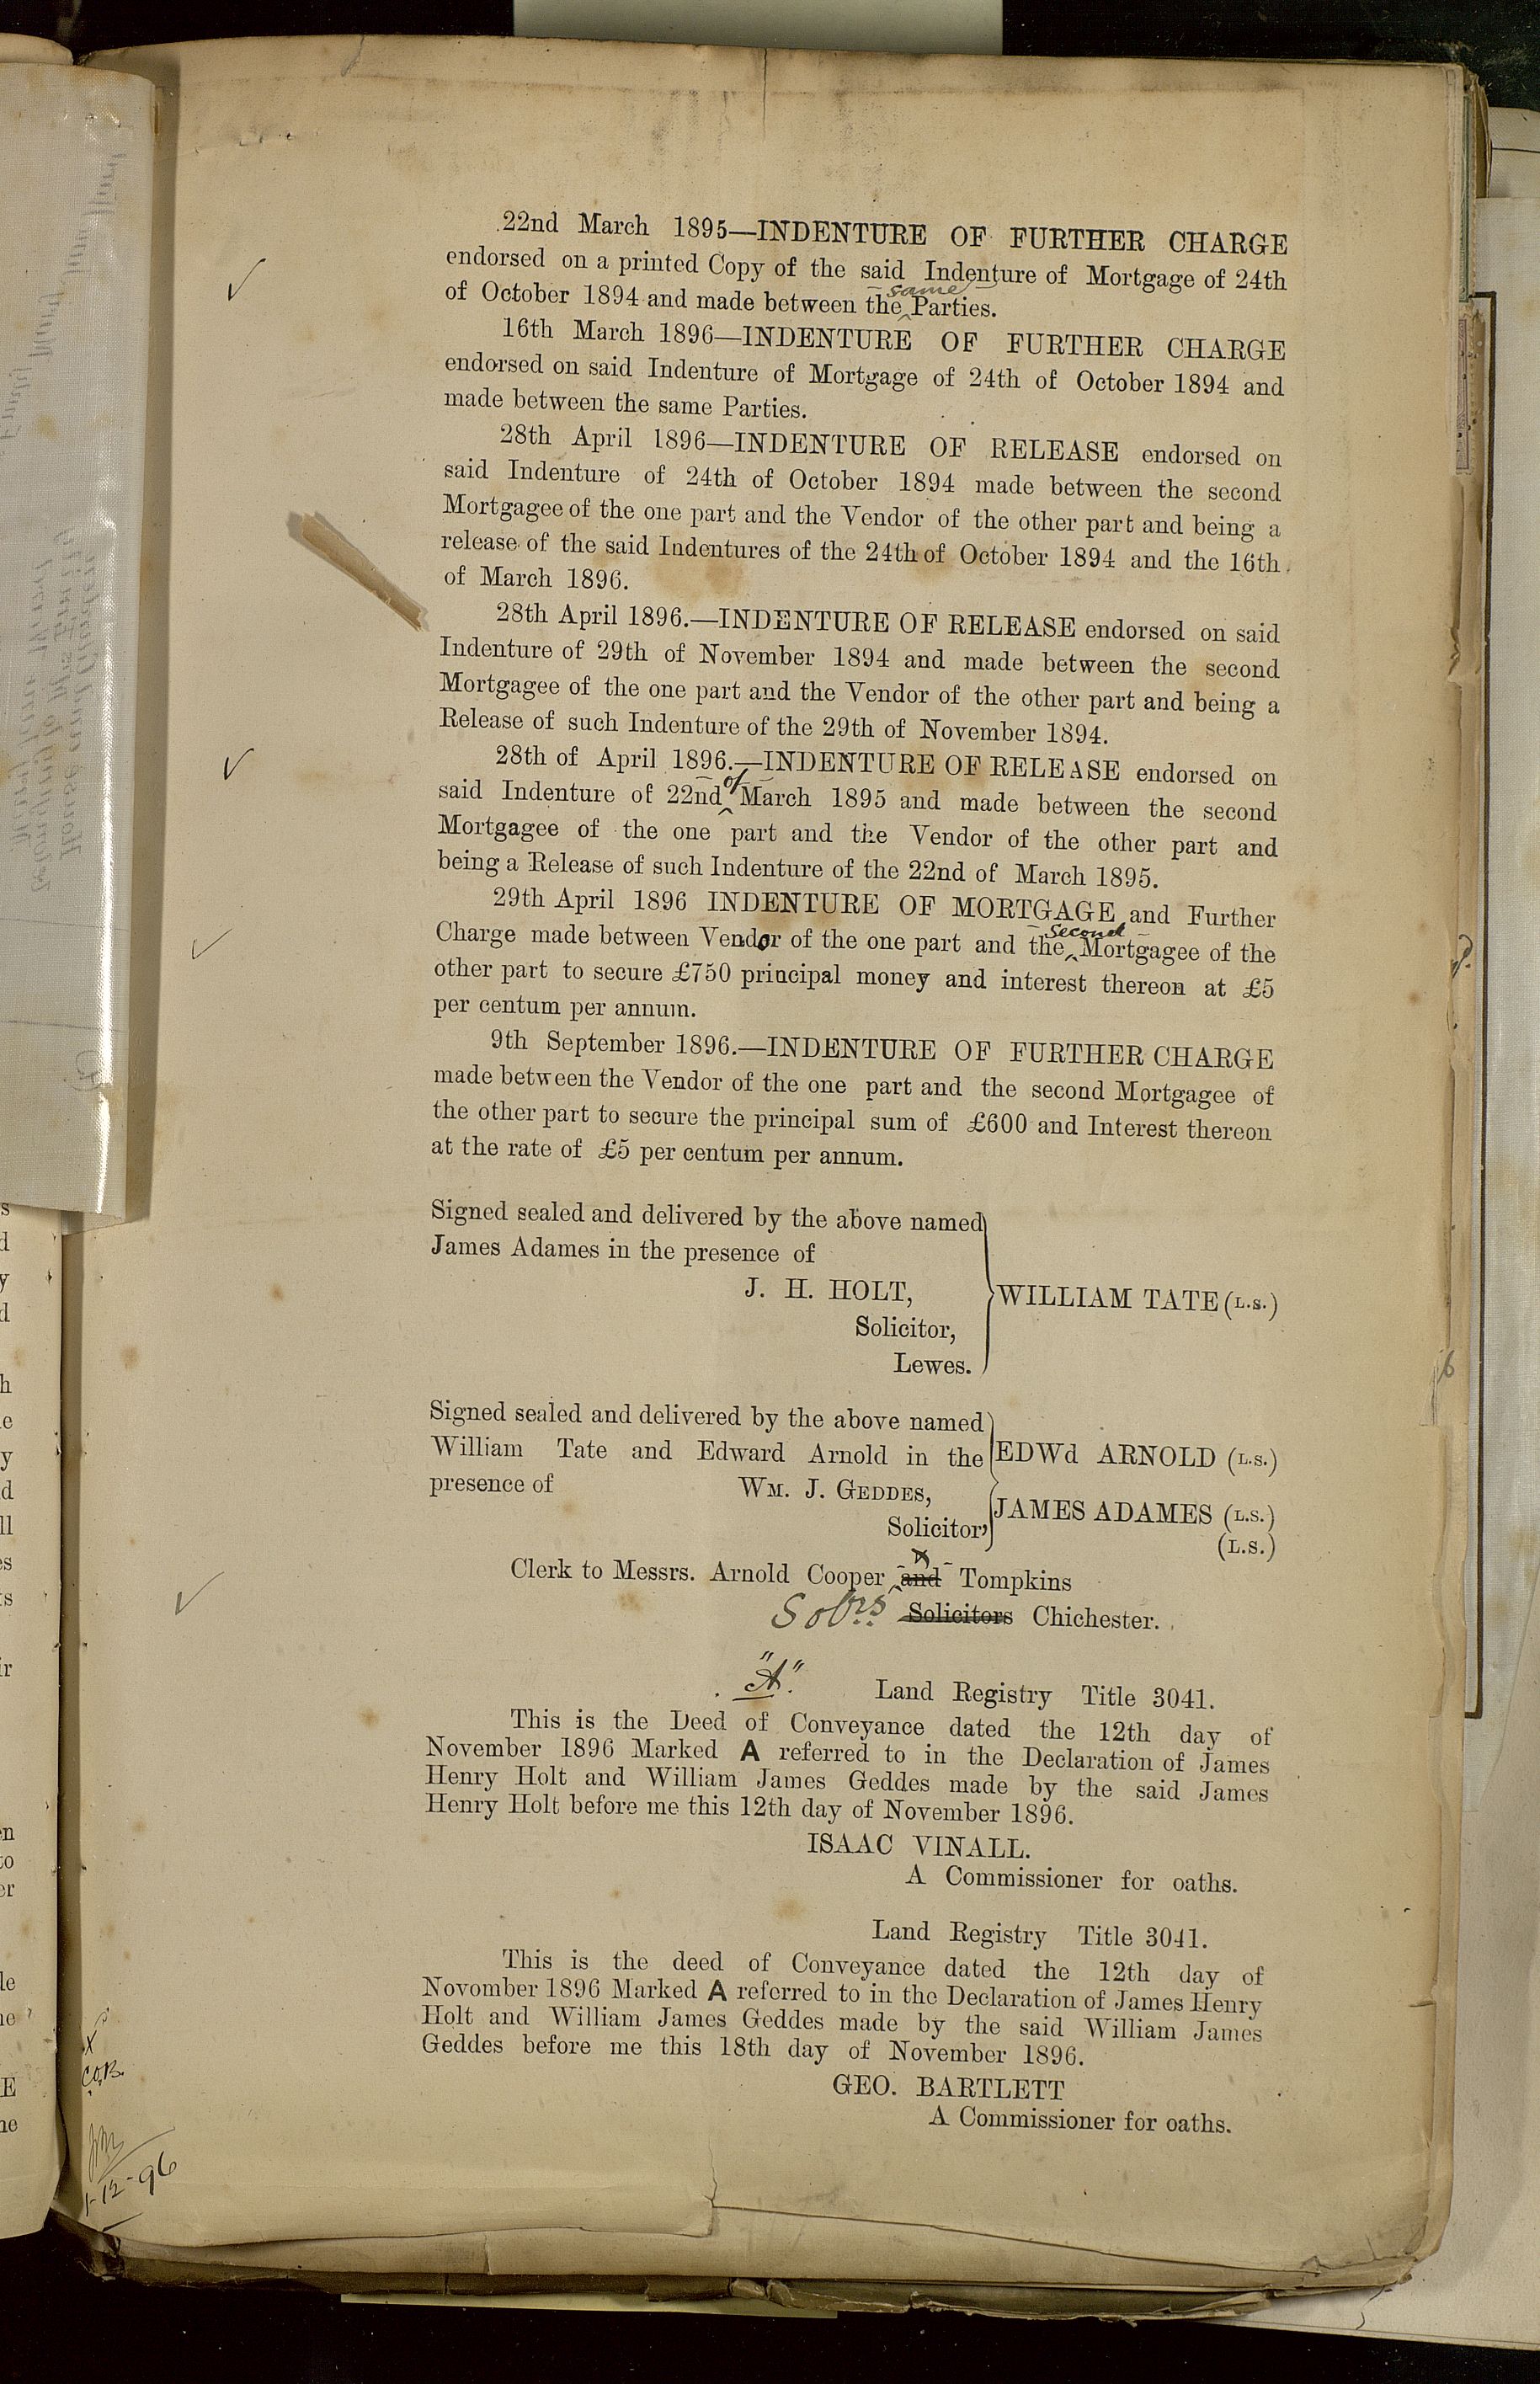 22nd March 1895—INDENTURE OF FURTHER CHARGE
endorsed on a printed Copy of the said Indenture of Mortgage of 24th
of October 1894 and made between the same Parties.
16th March 1896—INDENTURE OF FURTHER CHARGE
endorsed on said Indenture of Mortgage of 24th of October 1894 and
made between the same Parties.
28th April 1896—INDENTURE OF RELEASE endorsed on
said Indenture of 24th of October 1894 made between the second
Mortgagee of the one part and the Vendor of the other part and being a
release of the said Indentures of the 24th of October 1894 and the 16th
of March 1896.
28th April 1896.—INDENTURE OF RELEASE endorsed on said
Indenture of 29th of November 1894 and made between the second
Mortgagee of the one part and the Vendor of the other part and being a
Release of such Indenture of the 29th of November 1894.
28th of April 1896.—INDENTURE OF RELEASE endorsed on
said Indenture of 22nd of March 1895 and made between the second
Mortgagee of the one part and the Vendor of the other part and
being a Release of such Indenture of the 22nd of March 1895.
29th April 1896 INDENTURE OF MORTGAGE and Further
Charge made between Vendor of the one part and the second Mortgagee of the
other part to secure £750 principal money and interest thereon at £5
per centum per annum.
9th September 1896.—INDENTURE OF FURTHER CHARGE
made between the Vendor of the one part and the second Mortgagee of
the other part to secure the principal sum of £600 and Interest thereon
at the rate of £5 per centum per annum.
Signed sealed and delivered by the above named
James Adames in the presence of
J. H. HOLT,
Solicitor,
Lewes.
WILLIAM TATE (L.S.)
Signed sealed and delivered by the above named
William Tate and Edward Arnold in the
presence of Wm. J. GEDDES,
Solicitor,
EDWd ARNOLD (L.S.)
JAMES ADAMES (L.S.)
(L.S.)
Clerk to Messrs. Arnold Cooper and Tompkins
Solrs Solicitors Chichester.
"A" Land Registry Title 3041.
This is the Deed of Conveyance dated the 12th day of
November 1896 Marked A referred to in the Declaration of James
Henry Holt and William James Geddes made by the said James
Henry Holt before me this 12th day of November 1896.
ISAAC VINALL.
A Commissioner for oaths.
Land Registry Title 3041.
This is the deed of Conveyance dated the 12th day of
Novomber 1896 Marked A referred to in the Declaration of James Henry
Holt and William James Geddes made by the said William James
Geddes before me this 18th day of November 1896.
GEO. BARTLETT
A Commissioner for oaths.
1-12-96